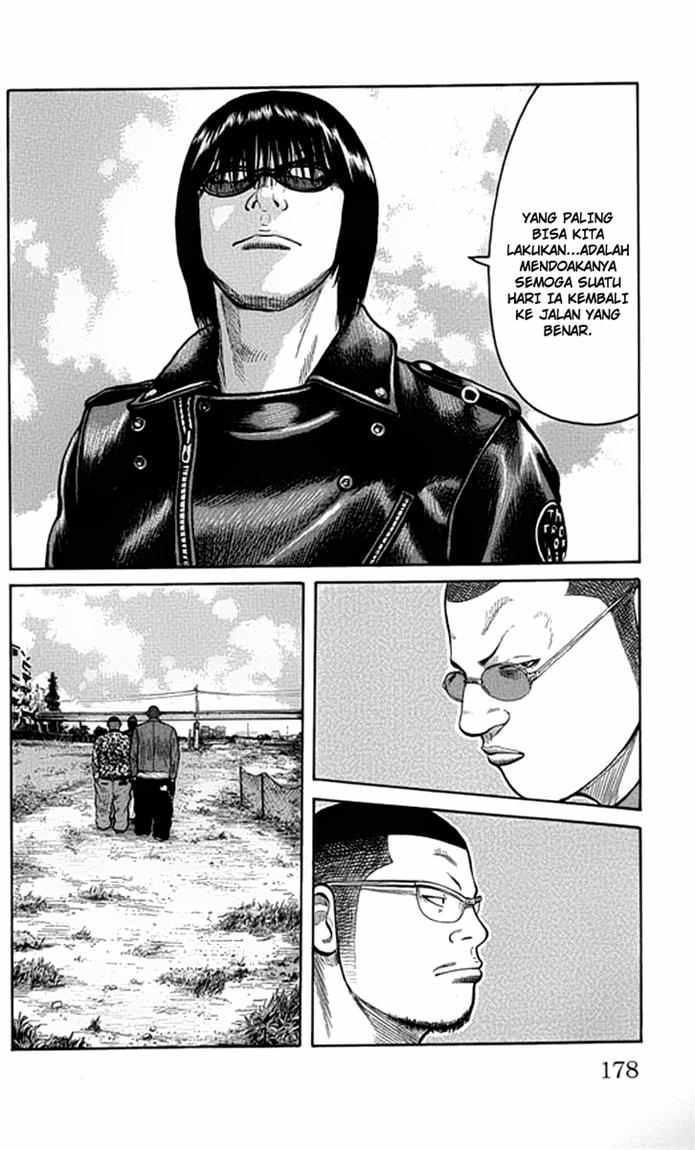 YANG PALING
BISA KITA
LAKUKAN...ADALAH
MENDOAKANYA
SEMOGA SUATU
HARI IA KEMBALI
KE JALAN YANG
BENAR.
178